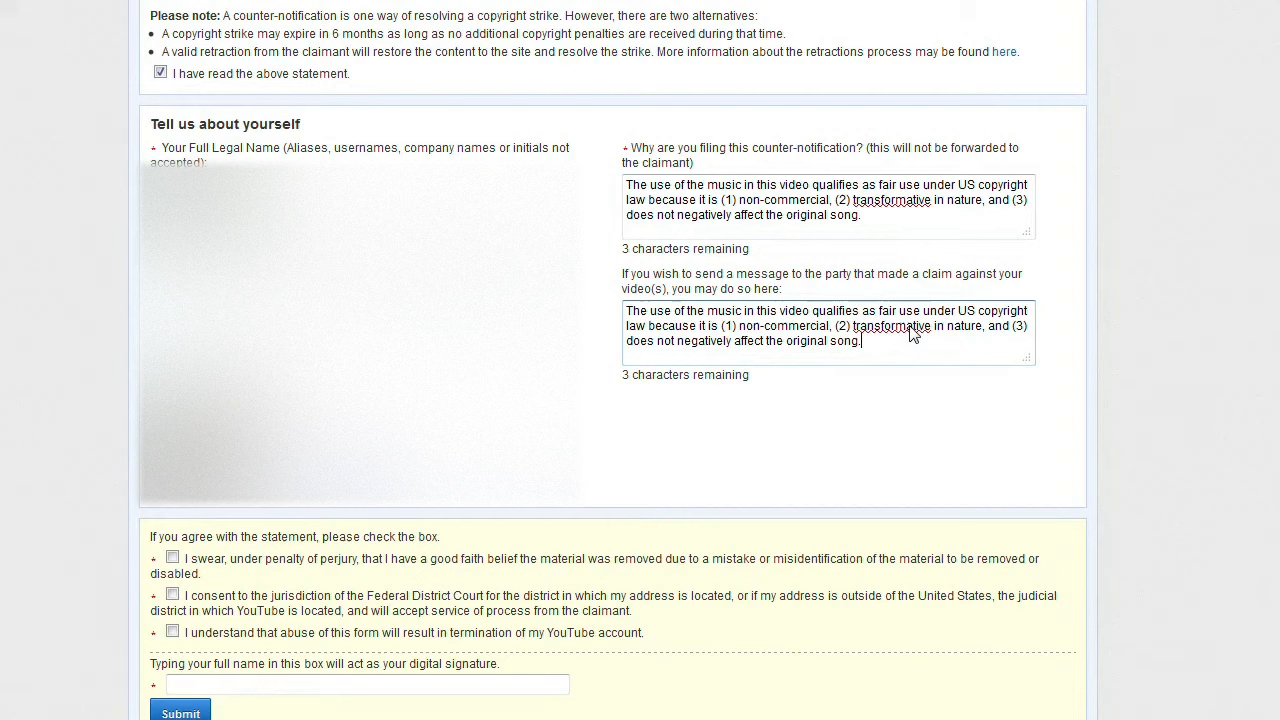 Please note: A counter-notification is one way of resolving a copyright strike. However, there are two alternatives:
• A copyright strike may expire in 6 months as long as no additional copyright penalties are received during that time.
• A valid retraction from the claimant will restore the content to the site and resolve the strike. More information about the retractions process may be found here.
I have read the above statement.
Tell us about yourself
* Your Full Legal Name (Aliases, usernames, company names or initials not
accepted):
* Why are you filing this counter-notification? (this will not be forwarded to
the claimant)
The use of the music in this video qualifies as fair use under US copyright
law because it is (1) non-commercial, (2) transformative in nature, and (3)
does not negatively affect the original song.
3 characters remaining
If you wish to send a message to the party that made a claim against your
video(s), you may do so here:
The use of the music in this video qualifies as fair use under US copyright
law because it is (1) non-commercial, (2) transformative in nature, and (3)
does not negatively affect the original song.
3 characters remaining
If you agree with the statement, please check the box.
* I swear, under penalty of perjury, that I have a good faith belief the material was removed due to a mistake or misidentification of the material to be removed or
disabled.
* I consent to the jurisdiction of the Federal District Court for the district in which my address is located, or if my address is outside of the United States, the judicial
district in which YouTube is located, and will accept service of process from the claimant.
* I understand that abuse of this form will result in termination of my YouTube account.
Typing your full name in this box will act as your digital signature.
*
Submit